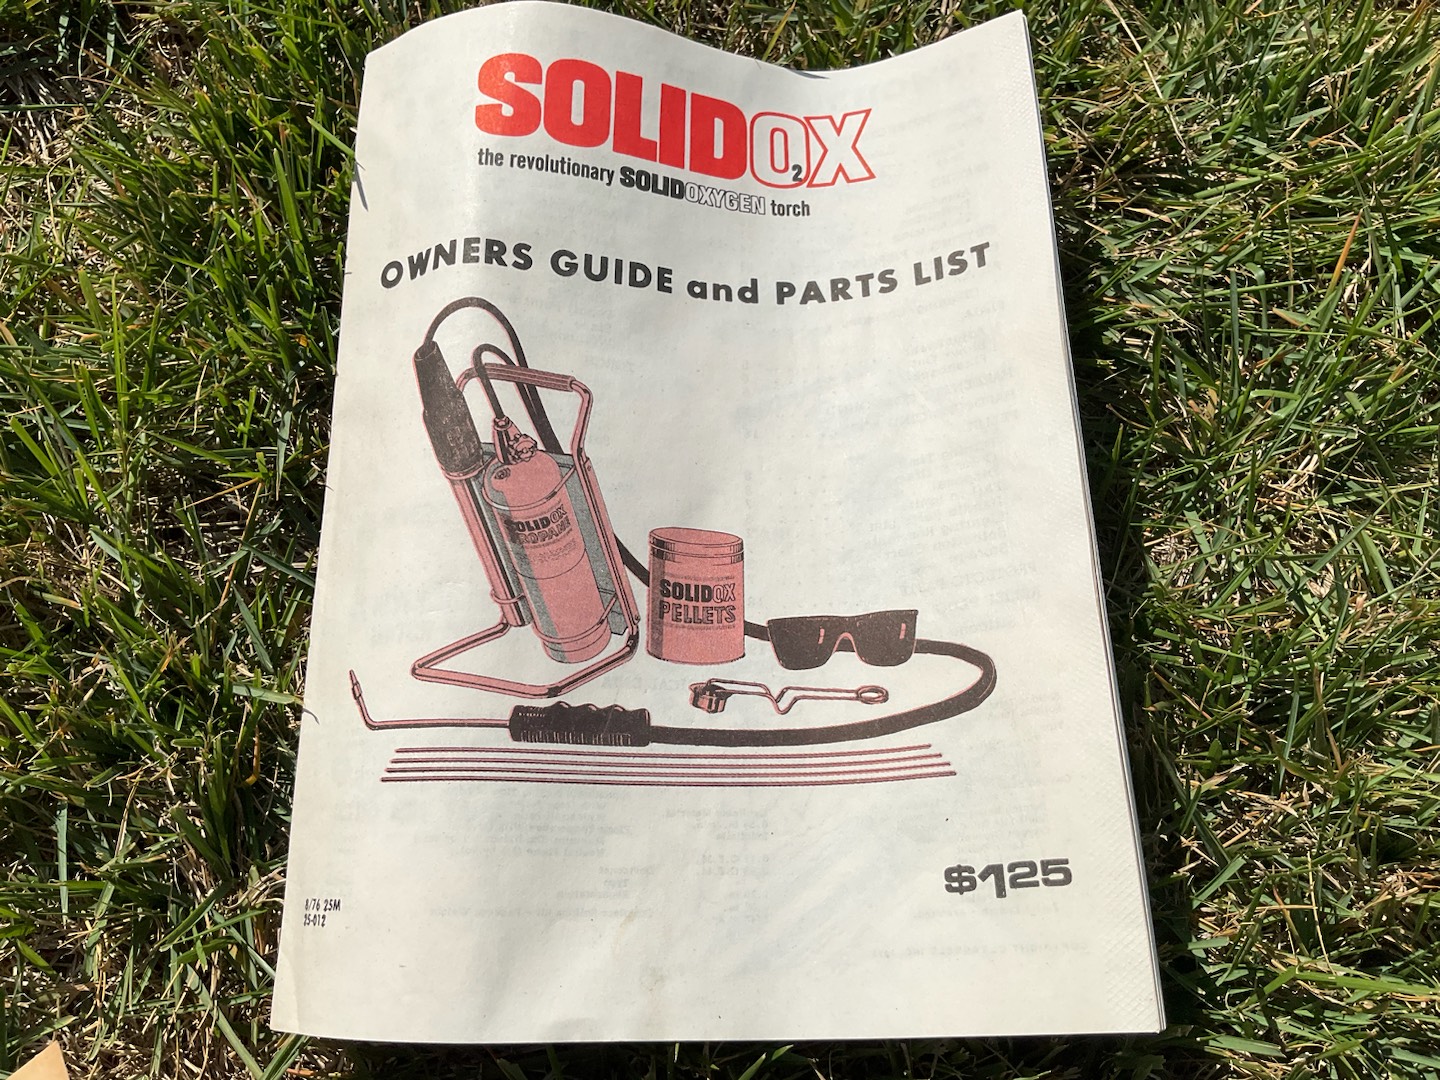 SOLIDO2X
the revolutionary SOLIDOXYGEN torch
OWNERS GUIDE and PARTS LIST
SOLIDOX
PROPANE
SOLIDOX
PELLETS
$1.25
8/76 25M
25-012